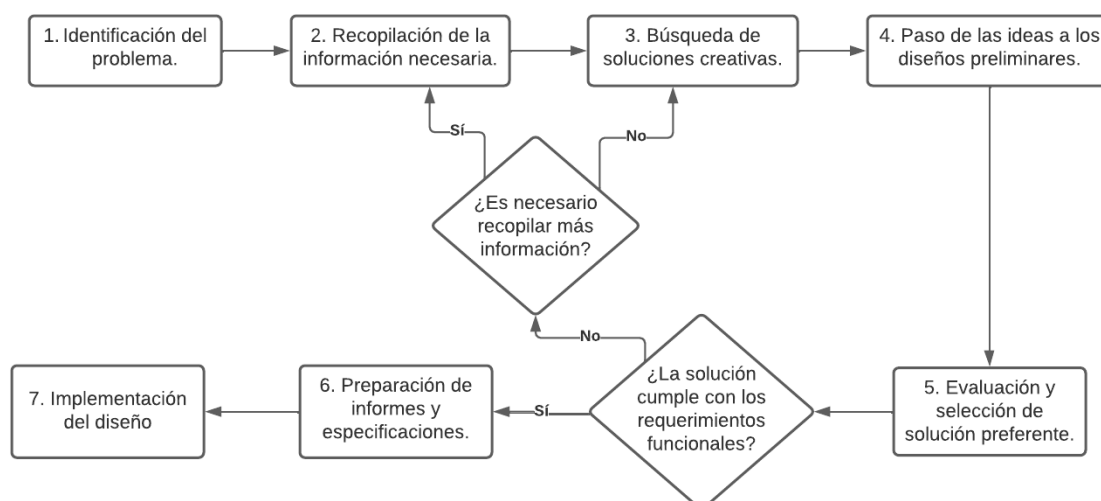 1. Identificación del
problema.
2. Recopilación de la
información necesaria.
3. Búsqueda de
soluciones creativas.
4. Paso de las ideas a los
diseños preliminares.
Sí
No
¿Es necesario
recopilar más
información?
No
¿La solución
cumple con los
requerimientos
funcionales?
Sí
5. Evaluación y
selección de
solución preferente.
6. Preparación de
informes y
especificaciones.
7. Implementación
del diseño